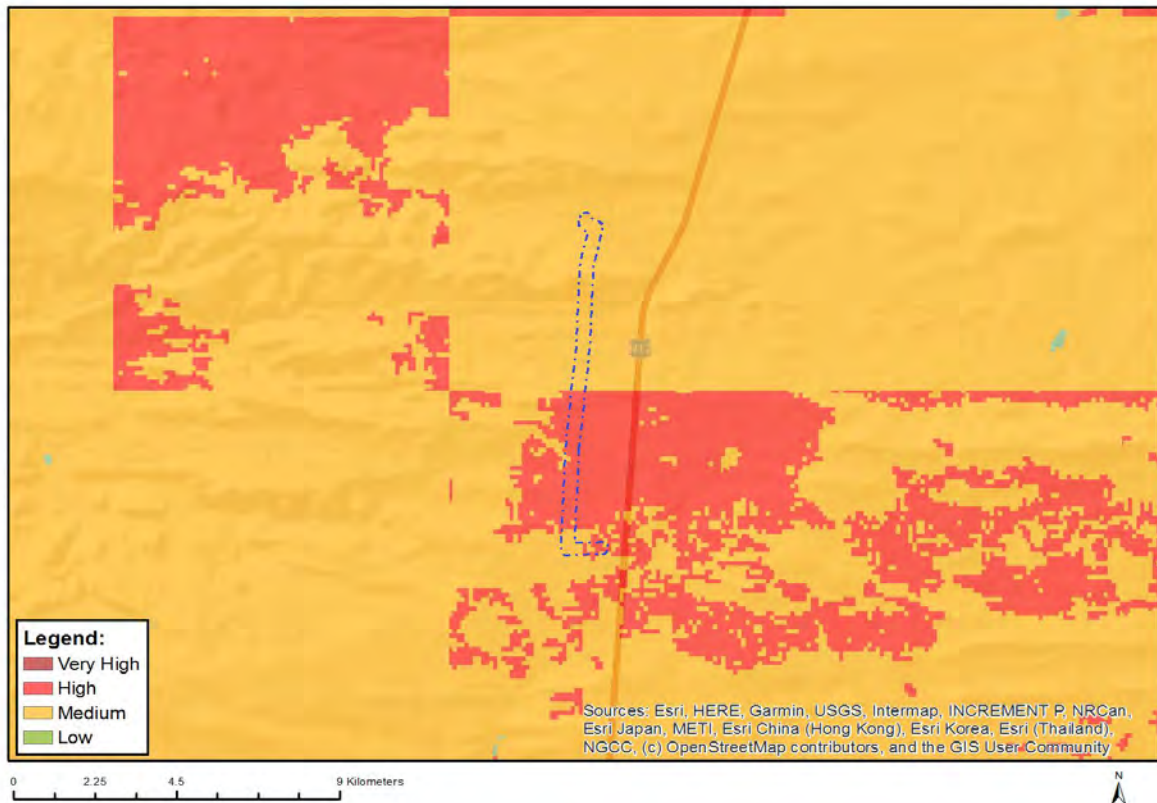 Legend:
Very High
High
Medium
Low
Sources: Esri, HERE, Garmin, USGS, Intermap, INCREMENT P, NRCan,
Esri Japan, METI, Esri China (Hong Kong), Esri Korea, Esri (Thailand),
NGCC, (c) OpenStreetMap contributors, and the GIS User Community
0 2.25 4.5 9 Kilometers
N